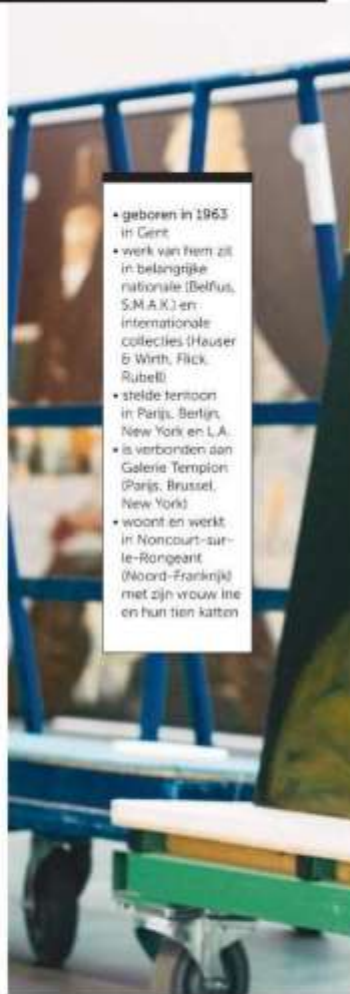 • geboren in 1963
in Gent
• werk van hem zit
in belangrijke
nationale (Belfius,
S.M.A.K.) en
internationale
collecties (Hauser
& Wirth, Flick,
Rubell)
• stelde tentoon
in Parijs, Berlijn,
New York en L.A.
• is verbonden aan
Galerie Templon
(Parijs, Brussel,
New York)
• woont en werkt
in Noncourt-sur-
le-Rongeant
(Noord-Frankrijk)
met zijn vrouw Ine
en hun tien katten